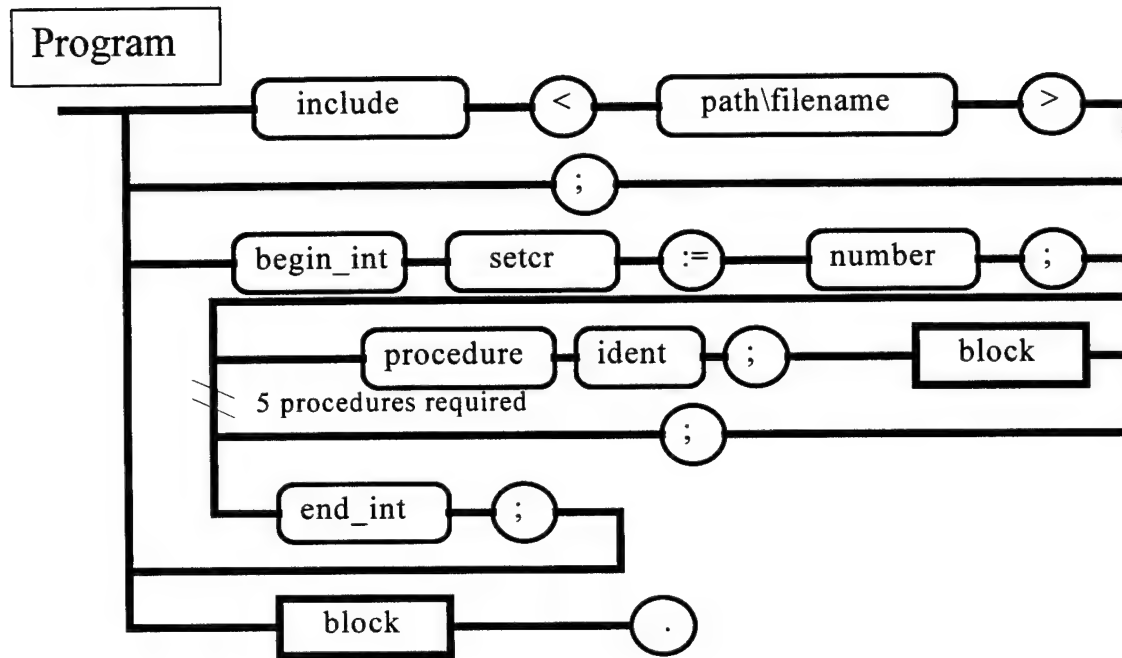 Program
include < path\filename >
;
begin_int setcr := number ;
procedure ident ; block
5 procedures required
;
end_int ;
block .